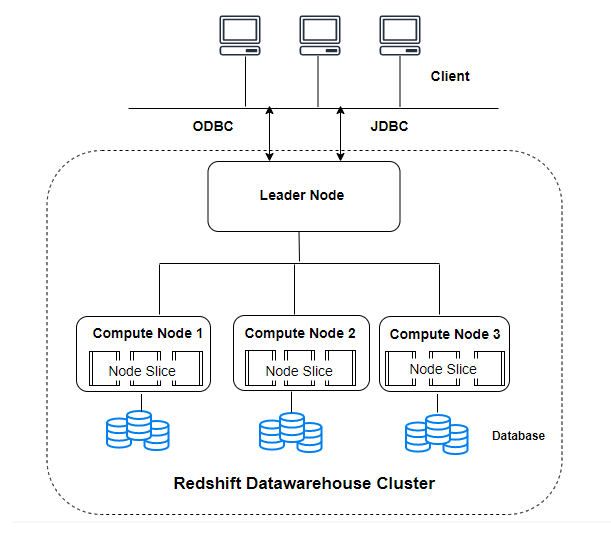 Client
ODBC
JDBC
Leader Node
Compute Node 1
Compute Node 2
Compute Node 3
Node Slice
Node Slice
Node Slice
Database
Redshift Datawarehouse Cluster